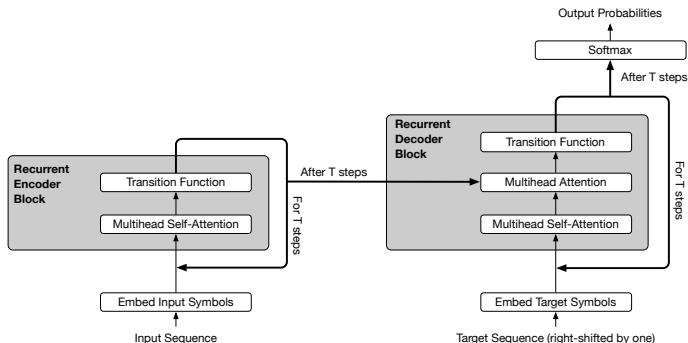 Output Probabilities
Softmax
After T steps
Recurrent
Decoder
Block
Transition Function
Multihead Attention
Multihead Self-Attention
For T steps
Embed Target Symbols
Target Sequence (right-shifted by one)
After T steps
Recurrent
Encoder
Block
Transition Function
Multihead Self-Attention
For T steps
Embed Input Symbols
Input Sequence